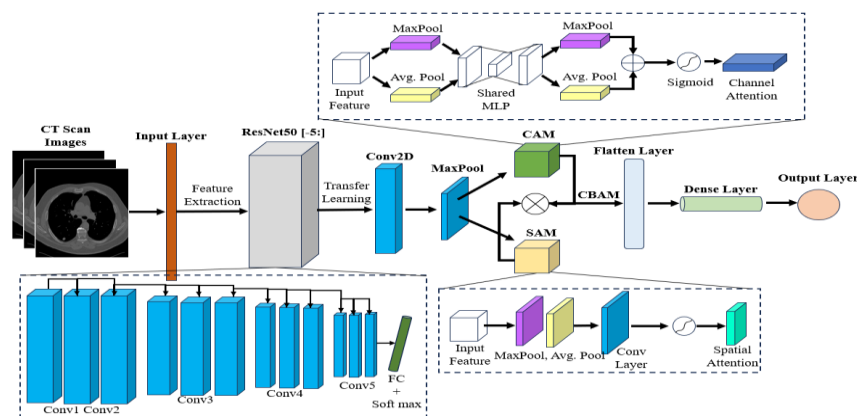 MaxPool
MaxPool
Input
Feature
Avg. Pool
Shared
MLP
Avg. Pool
Sigmoid
Channel
Attention
CT Scan
Images
Input Layer
ResNet50 [-5:]
Conv2D
MaxPool
CAM
Flatten Layer
Feature
Extraction
Transfer
Learning
CBAM
Dense Layer
Output Layer
SAM
Conv1 Conv2
Conv3
Conv4
Conv5
FC
+
Soft max
Input
Feature
MaxPool, Avg. Pool
Conv
Layer
Spatial
Attention